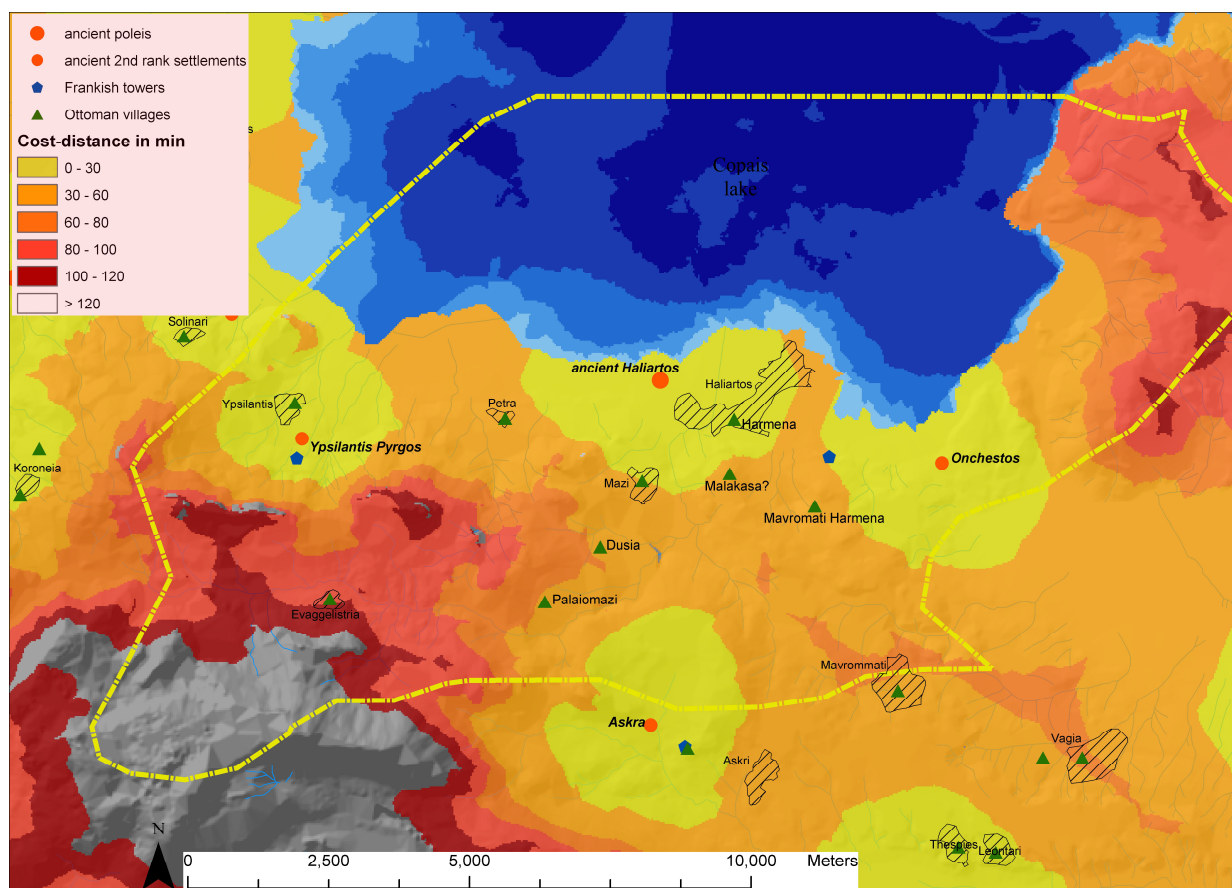 ancient poleis
ancient 2nd rank settlements
Frankish towers
Ottoman villages
Cost-distance in min
0 - 30
30 - 60
60 - 80
80 - 100
100 - 120
> 120
Copais
lake
Solinari
ancient Haliartos
Haliartos
Ypsilantis
Petra
Harmena
Ypsilantis Pyrgos
Onchestos
Koroneia
Mazi
Malakasa?
Mavromati Harmena
Dusia
Palaiomazi
Evaggelistria
Mavrommati
Askra
Vagia
Askri
N
Thespies
Leontari
0
2,500
5,000
10,000
Meters